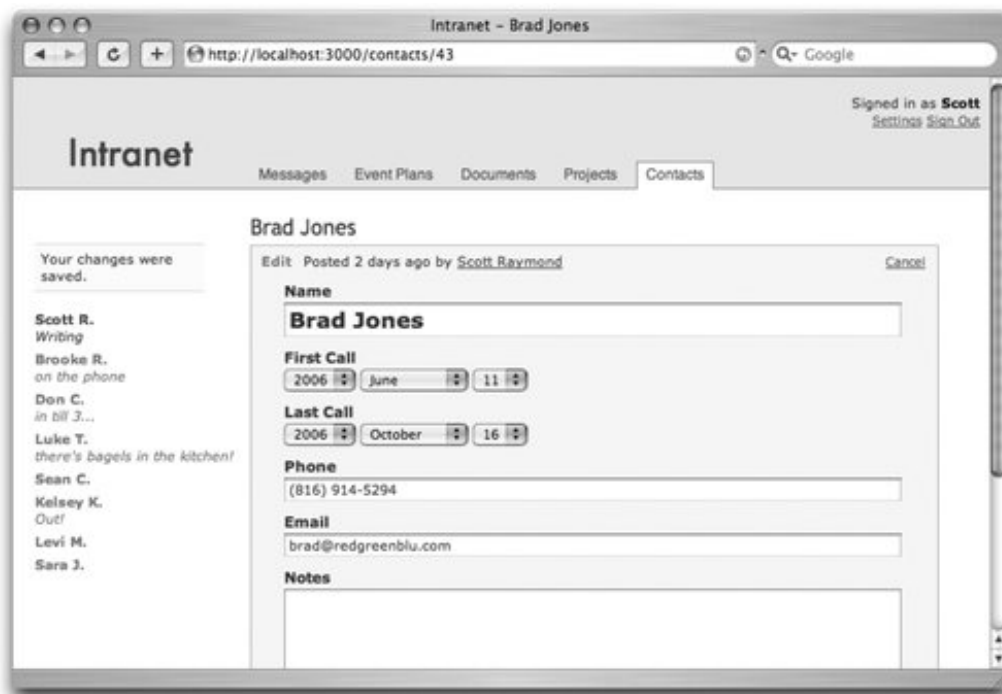 Intranet – Brad Jones
http://localhost:3000/contacts/43
Google
Signed in as Scott
Settings Sign Out
Intranet
Messages Event Plans Documents Projects Contacts
Brad Jones
Your changes were
saved.
Scott R.
Writing
Brooke R.
on the phone
Don C.
in till 3...
Luke T.
there's bagels in the kitchen!
Sean C.
Kelsey K.
Out!
Levi M.
Sara J.
Edit Posted 2 days ago by Scott Raymond Cancel
Name
Brad Jones
First Call
2006 June 11
Last Call
2006 October 16
Phone
(816) 914-5294
Email
brad@redgreenblu.com
Notes